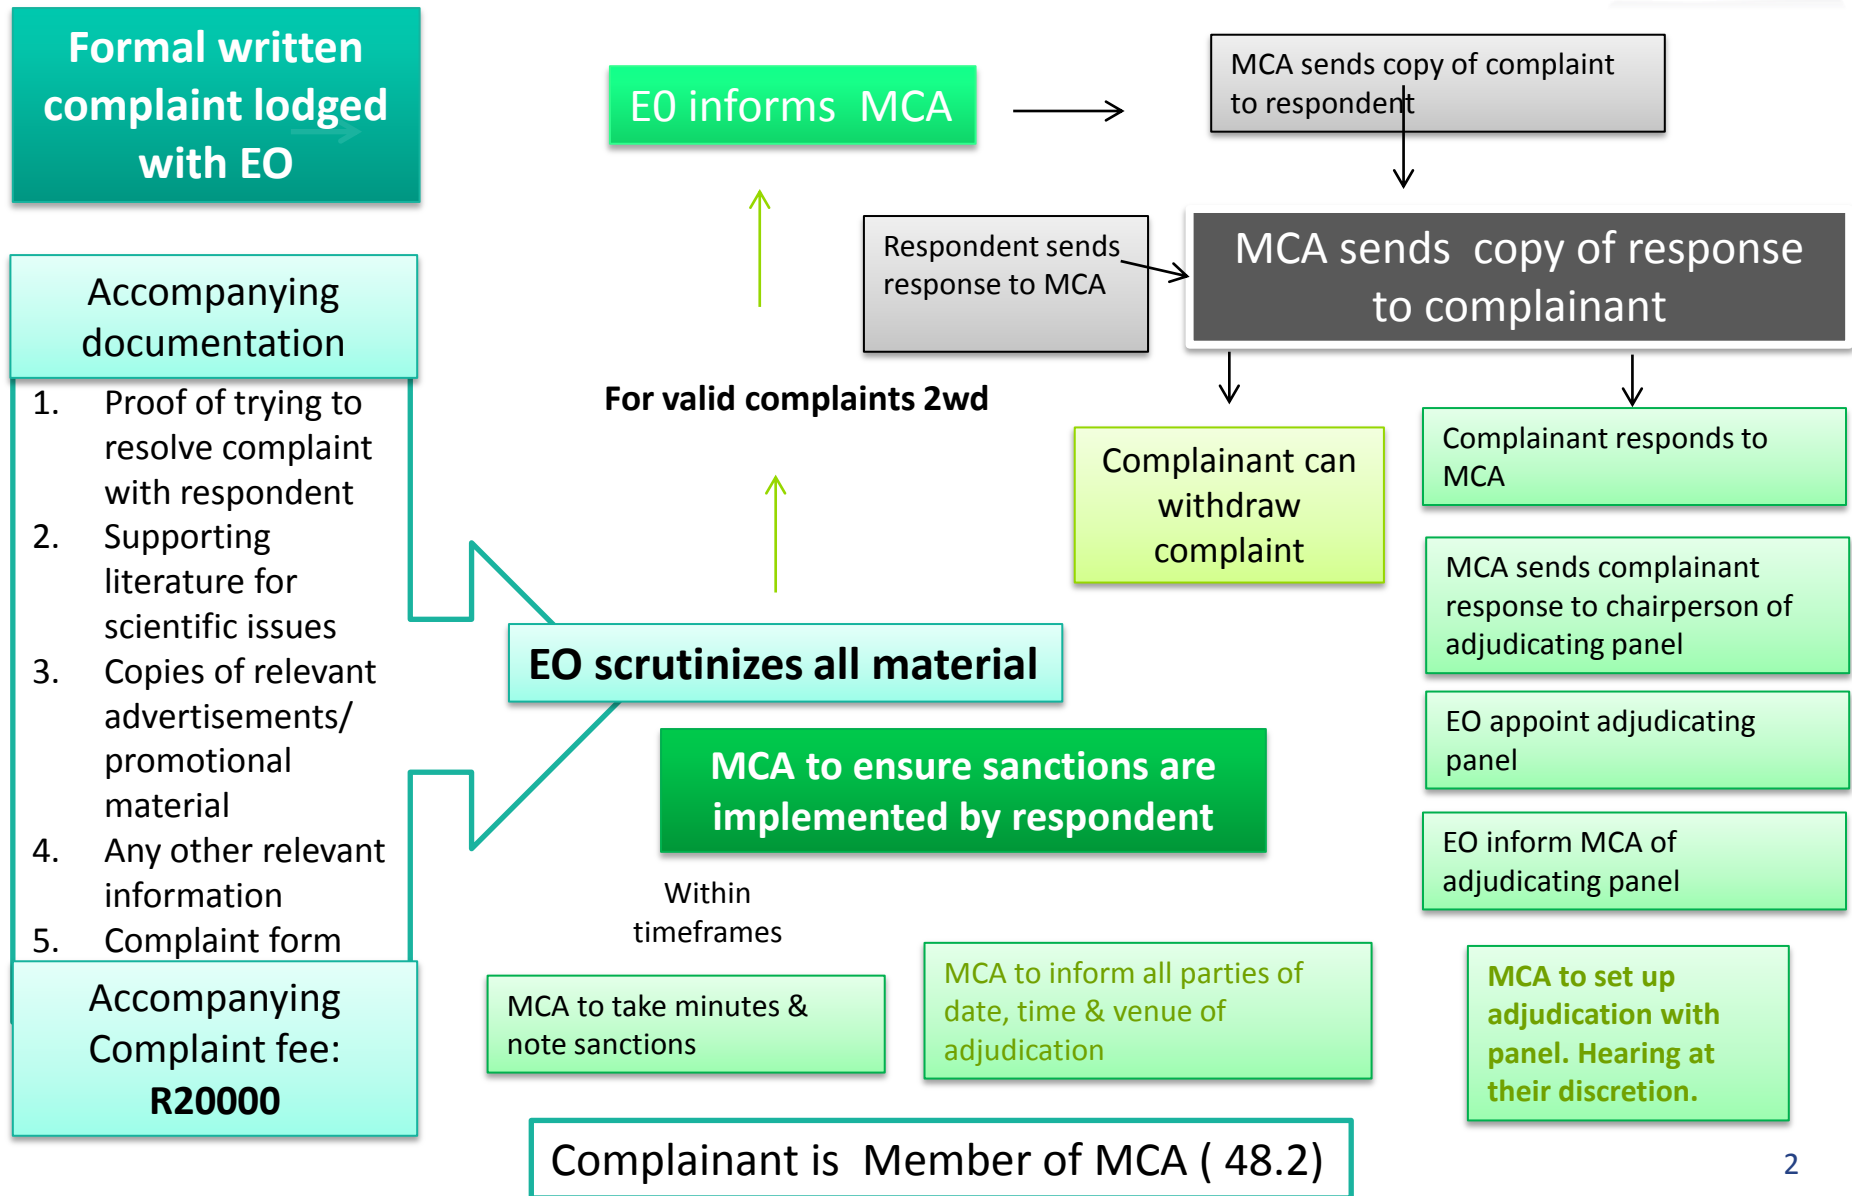 Formal written
complaint lodged
with EO
Accompanying
documentation
1. Proof of trying to
resolve complaint
with respondent
2. Supporting
literature for
scientific issues
3. Copies of relevant
advertisements/
promotional
material
4. Any other relevant
information
5. Complaint form
Accompanying
Complaint fee:
R20000
EO scrutinizes all material
For valid complaints 2wd
E0 informs MCA
MCA sends copy of complaint
to respondent
Respondent sends
response to MCA
MCA sends copy of response
to complainant
Complainant can
withdraw
complaint
Complainant responds to
MCA
MCA sends complainant
response to chairperson of
adjudicating panel
EO appoint adjudicating
panel
EO inform MCA of
adjudicating panel
MCA to set up
adjudication with
panel. Hearing at
their discretion.
MCA to inform all parties of
date, time & venue of
adjudication
MCA to take minutes &
note sanctions
Within
timeframes
MCA to ensure sanctions are
implemented by respondent
Complainant is Member of MCA ( 48.2)
2